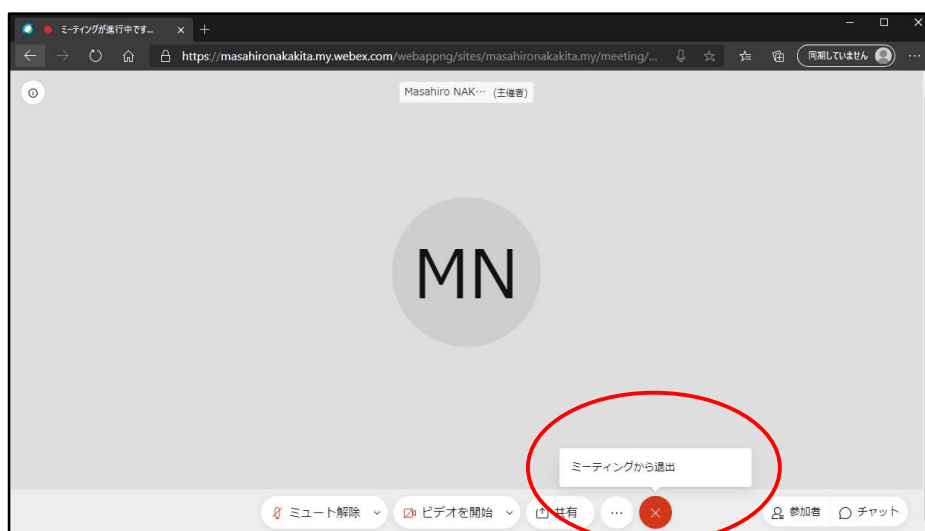 ミーティングが進行中です…
https://masahironakakita.my.webex.com/webappng/sites/masahironakakita.my/meeting/...
同期していません
Masahiro NAK… (主催者)
MN
ミーティングから退出
ミュート解除
ビデオを開始
共有
参加者
チャット